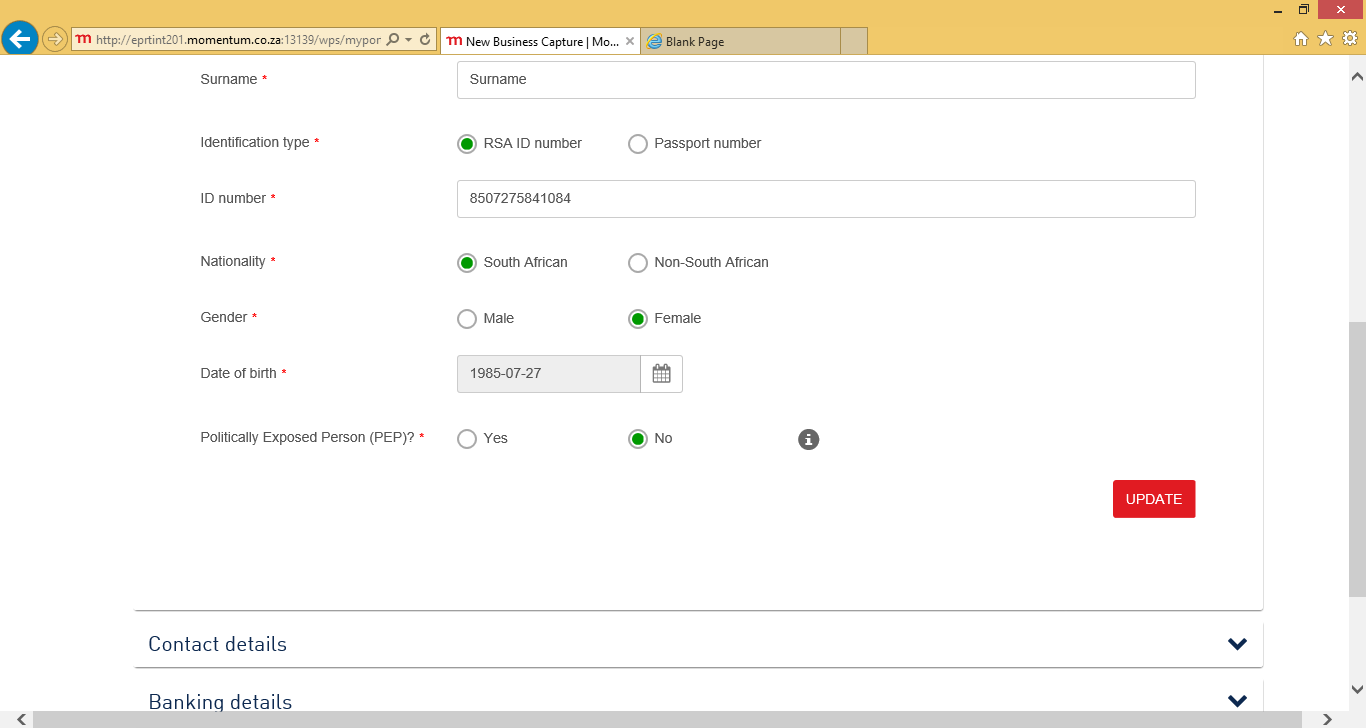 http://eprtint201.momentum.co.za:13139/wps/mypor
m New Business Capture | Mo...
Blank Page
Surname *
Surname
Identification type *
RSA ID number
Passport number
ID number *
8507275841084
Nationality *
South African
Non-South African
Gender *
Male
Female
Date of birth *
1985-07-27
Politically Exposed Person (PEP)? *
Yes
No
UPDATE
Contact details
Banking details